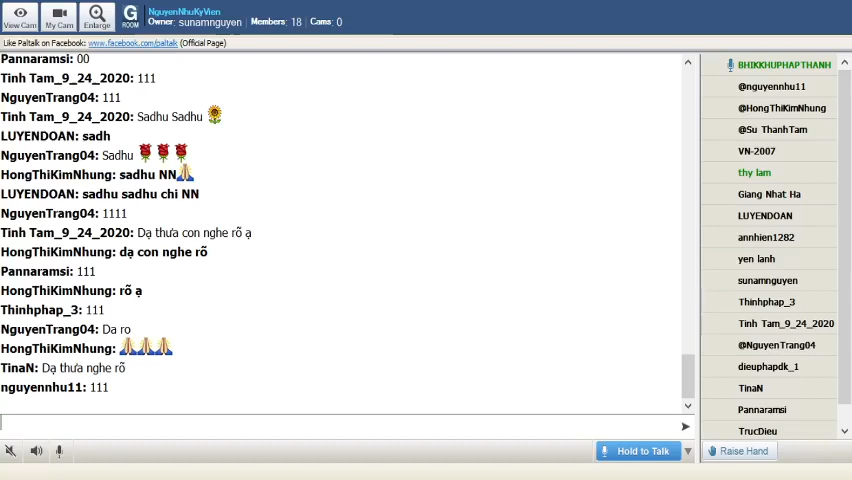 View Cam
My Cam
Enlarge
G
ROOM
NguyenNhuKyVien
Owner: sunamnguyen Members: 18 Cams: 0
Like Paltalk on Facebook: www.facebook.com/paltalk (Official Page)
Pannaramsi: 00
Tinh Tam_9_24_2020: 111
NguyenTrang04: 111
Tinh Tam_9_24_2020: Sadhu Sadhu
LUYENDOAN: sadh
NguyenTrang04: Sadhu
HongThiKimNhung: sadhu NN
LUYENDOAN: sadhu sadhu chi NN
NguyenTrang04: 1111
Tinh Tam_9_24_2020: Dạ thưa con nghe rõ ạ
HongThiKimNhung: dạ con nghe rõ
Pannaramsi: 111
HongThiKimNhung: rõ ạ
Thinhphap_3: 111
NguyenTrang04: Da ro
HongThiKimNhung:
TinaN: Dạ thưa nghe rõ
nguyennhu11: 111
Hold to Talk
BHIKKHUPHAPTHANH
@nguyennhu11
@HongThiKimNhung
@Su ThanhTam
VN-2007
thy lam
Giang Nhat Ha
LUYENDOAN
annhien1282
yen lanh
sunamnguyen
Thinhphap_3
Tinh Tam_9_24_2020
@NguyenTrang04
dieuphapdk_1
TinaN
Pannaramsi
TrucDieu
Raise Hand